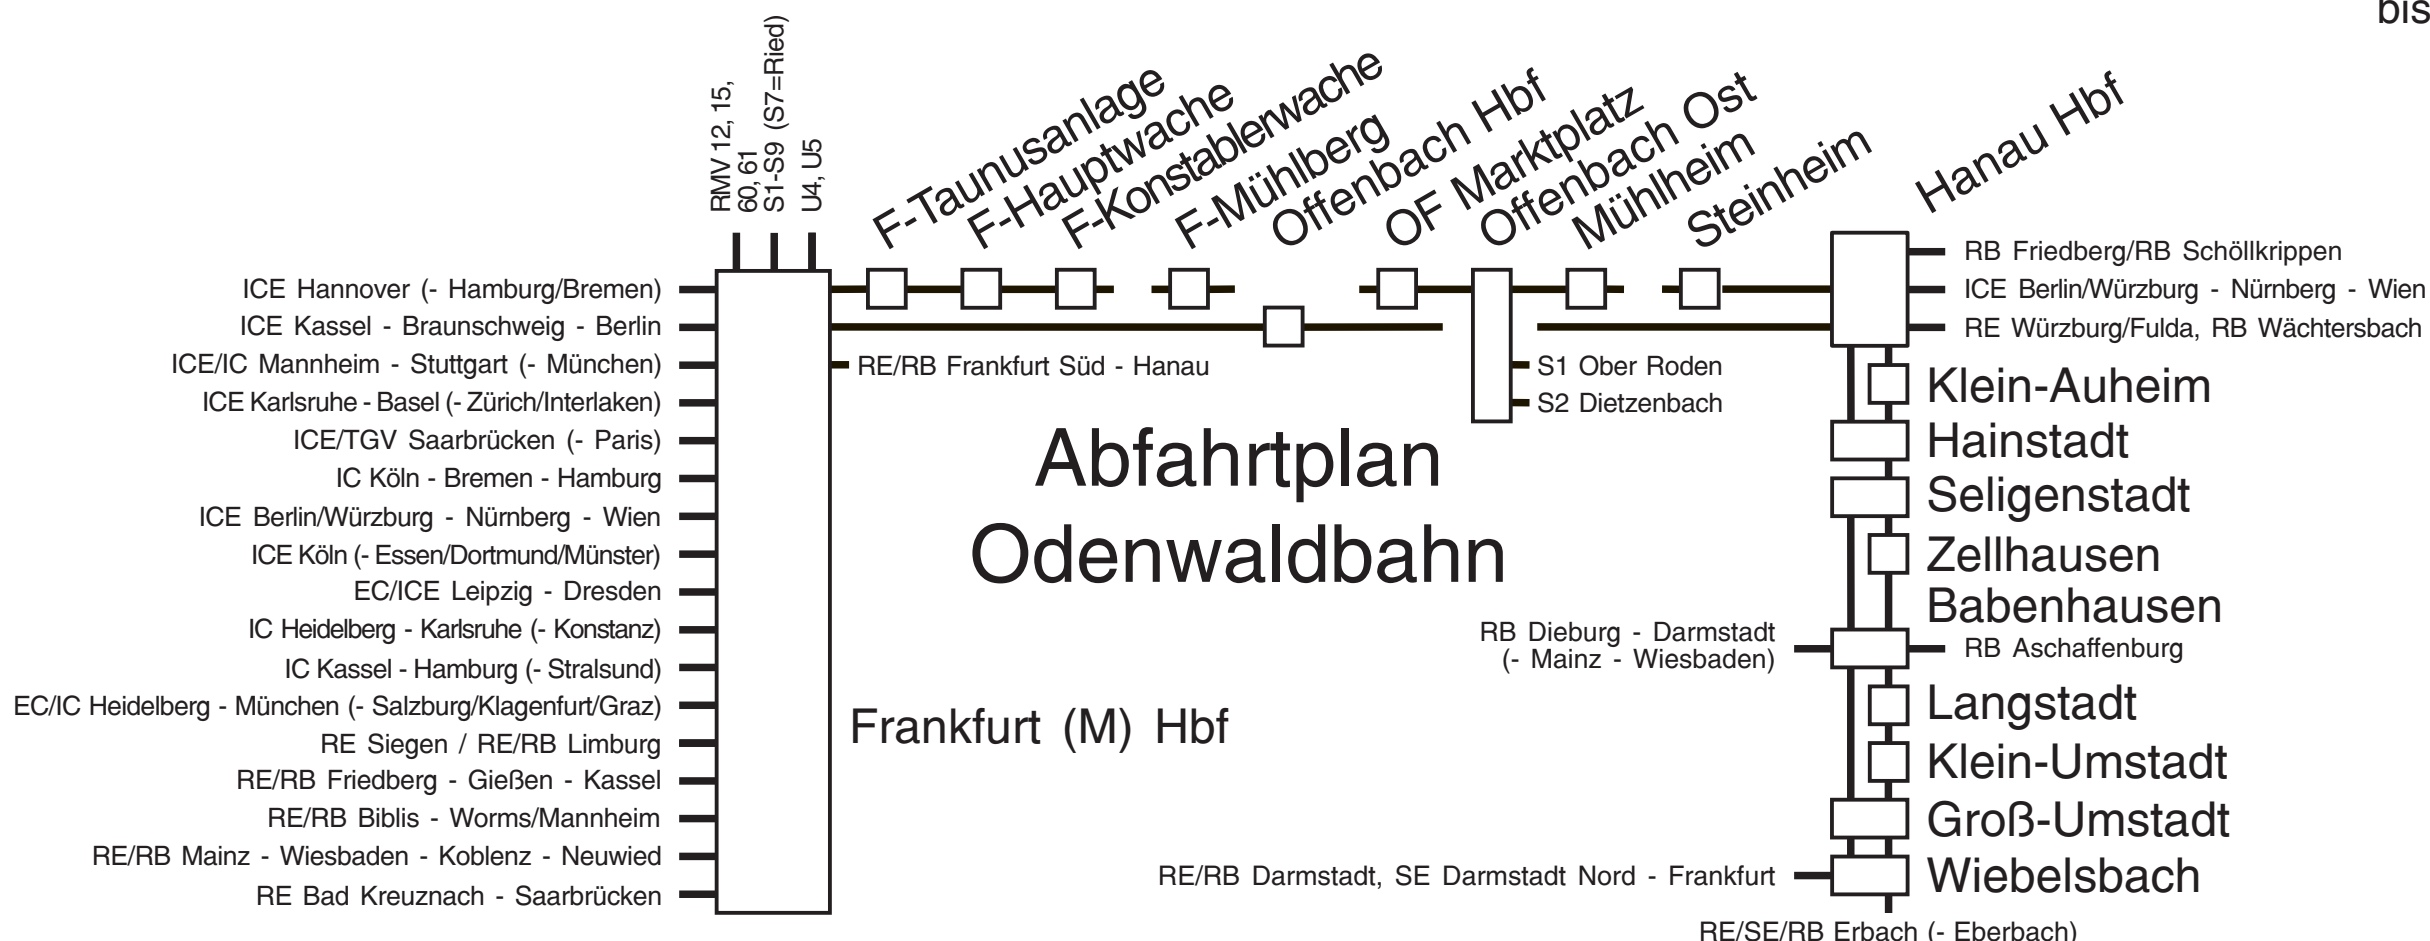 bis
RMV 12, 15,
60, 61
S1-S9 (S7=Ried)
U4, U5
F-Taunusanlage
F-Hauptwache
F-Konstablerwache
F-Mühlberg
Offenbach Hbf
OF Marktplatz
Offenbach Ost
Mühlheim
Steinheim
Hanau Hbf
ICE Hannover (- Hamburg/Bremen)
ICE Kassel - Braunschweig - Berlin
ICE/IC Mannheim - Stuttgart (- München)
ICE Karlsruhe - Basel (- Zürich/Interlaken)
ICE/TGV Saarbrücken (- Paris)
IC Köln - Bremen - Hamburg
ICE Berlin/Würzburg - Nürnberg - Wien
ICE Köln (- Essen/Dortmund/Münster)
EC/ICE Leipzig - Dresden
IC Heidelberg - Karlsruhe (- Konstanz)
IC Kassel - Hamburg (- Stralsund)
EC/IC Heidelberg - München (- Salzburg/Klagenfurt/Graz)
RE Siegen / RE/RB Limburg
RE/RB Friedberg - Gießen - Kassel
RE/RB Biblis - Worms/Mannheim
RE/RB Mainz - Wiesbaden - Koblenz - Neuwied
RE Bad Kreuznach - Saarbrücken
RE/RB Frankfurt Süd - Hanau
S1 Ober Roden
S2 Dietzenbach
Abfahrtplan
Odenwaldbahn
Frankfurt (M) Hbf
RB Friedberg/RB Schöllkrippen
ICE Berlin/Würzburg - Nürnberg - Wien
RE Würzburg/Fulda, RB Wächtersbach
Klein-Auheim
Hainstadt
Seligenstadt
Zellhausen
Babenhausen
RB Dieburg - Darmstadt
(- Mainz - Wiesbaden)
RB Aschaffenburg
Langstadt
Klein-Umstadt
Groß-Umstadt
RE/RB Darmstadt, SE Darmstadt Nord - Frankfurt
Wiebelsbach
RE/SE/RB Erbach (- Eberbach)